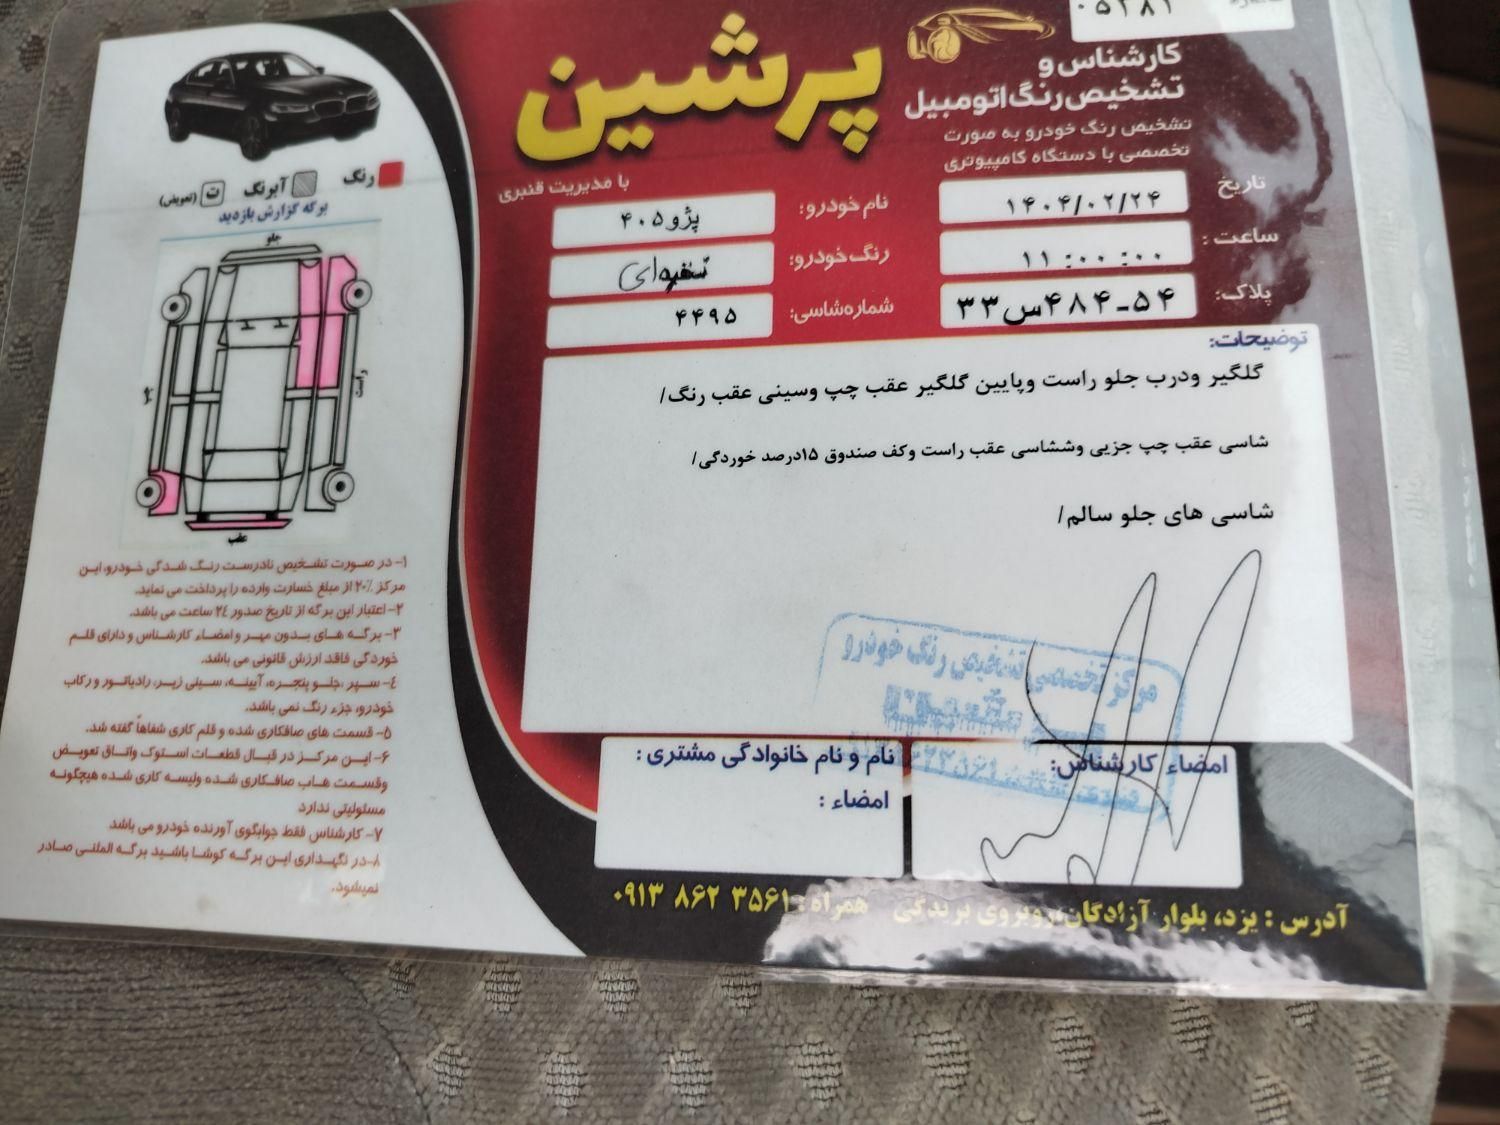 ۰۵۲۸۲
کارشناس و
تشخیص رنگ اتومبیل
پرشین
تشخیص رنگ خودرو به صورت
تخصصی با دستگاه کامپیوتری
با مدیریت قنبری
تاریخ
۱۴۰۴/۰۲/۲۴
نام خودرو:
پژو ۴۰۵
ساعت:
۱۱:۰۰:۰۰
رنگ خودرو:
نقره‌ای
پلاک:
۵۴-۴۸۴س۳۳
شماره شاسی:
۴۴۹۵
توضیحات:
گلگیر ودرب جلو راست وپایین گلگیر عقب چپ وسینی عقب رنگ/
شاسی عقب چپ جزیی وششاسی عقب راست وکف صندوق ۱۵درصد خوردگی/
شاسی های جلو سالم/
مرکز تخصصی تشخیص رنگ خودرو
امضاء کارشناس:
نام و نام خانوادگی مشتری :
امضاء :
آدرس : یزد، بلوار آزادگان، روبروی بریدگی
همراه : ۰۹۱۳ ۸۶۲ ۳۵۶۱
رنگ
آبرنگ
ت (تعویض)
برگه گزارش بازدید
جلو
راست
عقب
۱- در صورت تشخیص نادرست رنگ شدگی خودرو، این
مرکز ۲۰٪ از مبلغ خسارت وارده را پرداخت می نماید.
۲- اعتبار این برگه از تاریخ صدور ۲۴ ساعت می باشد.
۳- برگه های بدون مهر و امضاء کارشناس و دارای قلم
خوردگی فاقد ارزش قانونی می باشد.
۴- سپر، جلو پنجره، آیینه، سینی زیر، رادیاتور و رکاب
خودرو، جزء رنگ نمی باشد.
۵- قسمت های صافکاری شده و قلم کاری شفاهاً گفته شد.
۶- این مرکز در قبال قطعات استوک واتاق تعویض
وقسمت هاب صافکاری شده ولیسه کاری شده هیچگونه
مسئولیتی ندارد
۷- کارشناس فقط جوابگوی آورنده خودرو می باشد
۸-در نگهداری این برگه کوشا باشید برگه المثنی صادر
نمیشود.